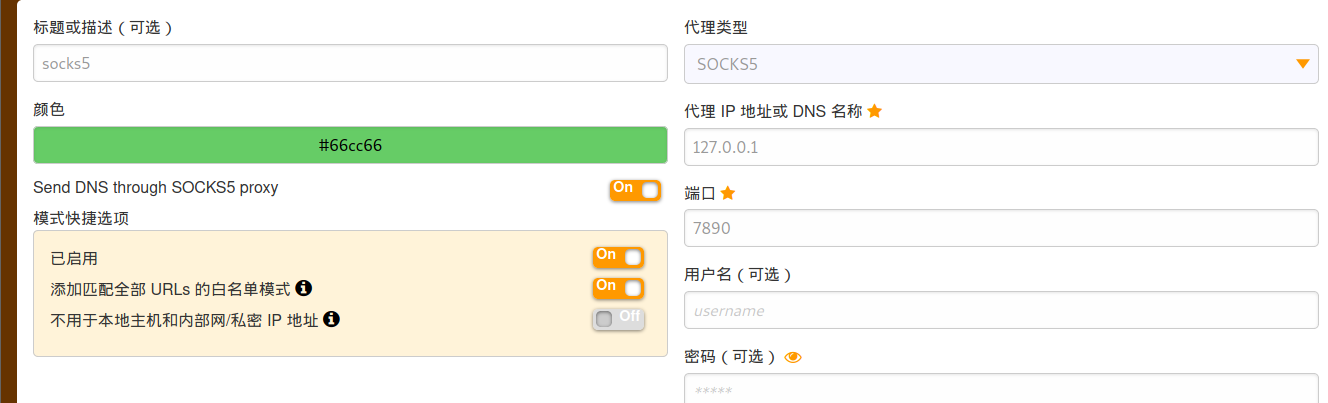 标题或描述（可选）
socks5
颜色
#66cc66
Send DNS through SOCKS5 proxy
On
模式快捷选项
已启用
On
添加匹配全部 URLs 的白名单模式
On
不用于本地主机和内部网/私密 IP 地址
Off
代理类型
SOCKS5
代理 IP 地址或 DNS 名称
127.0.0.1
端口
7890
用户名（可选）
username
密码（可选）
*****